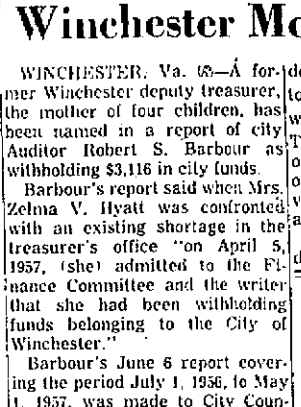 Winchester Mo
WINCHESTER, Va. (AP)—A for-
mer Winchester deputy treasurer,
the mother of four children, has
been named in a report of city
Auditor Robert S. Barbour as
withholding $3,116 in city funds.
Barbour's report said when Mrs.
Zelma V. Hyatt was confronted
with an existing shortage in the
treasurer's office "on April 5,
1957, (she) admitted to the Fi-
nance Committee and the writer
that she had been withholding
funds belonging to the City of
Winchester."
Barbour's June 6 report cover-
ing the period July 1, 1956, to May
1, 1957, was made to City Coun-